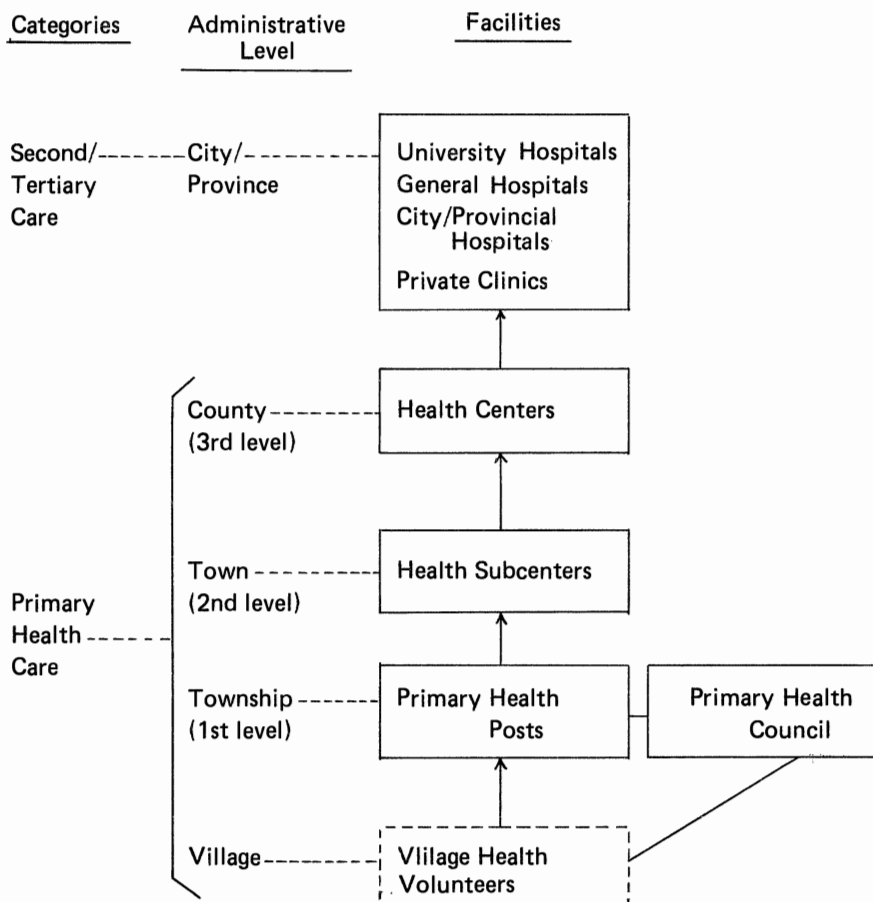 Categories
Administrative
Level
Facilities
Second/
Tertiary
Care
City/
Province
University Hospitals
General Hospitals
City/Provincial
Hospitals
Private Clinics
County
(3rd level)
Health Centers
Town
(2nd level)
Health Subcenters
Primary
Health
Care
Township
(1st level)
Primary Health
Posts
Primary Health
Council
Village
Vlilage Health
Volunteers